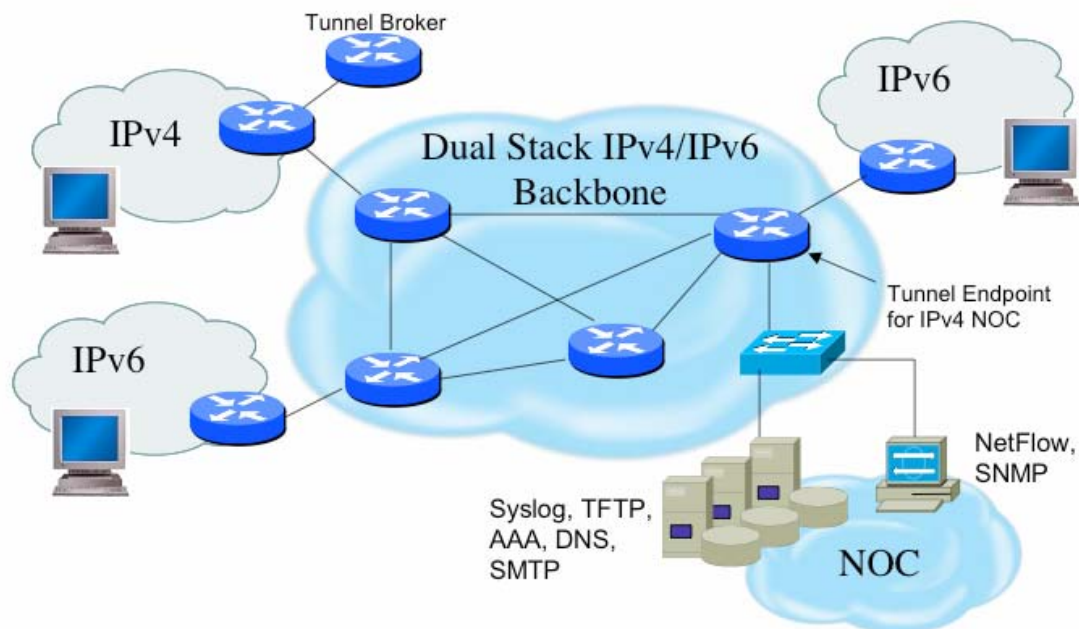 Tunnel Broker
IPv4
IPv6
Dual Stack IPv4/IPv6
Backbone
Tunnel Endpoint
for IPv4 NOC
IPv6
NetFlow,
SNMP
Syslog, TFTP,
AAA, DNS,
SMTP
NOC